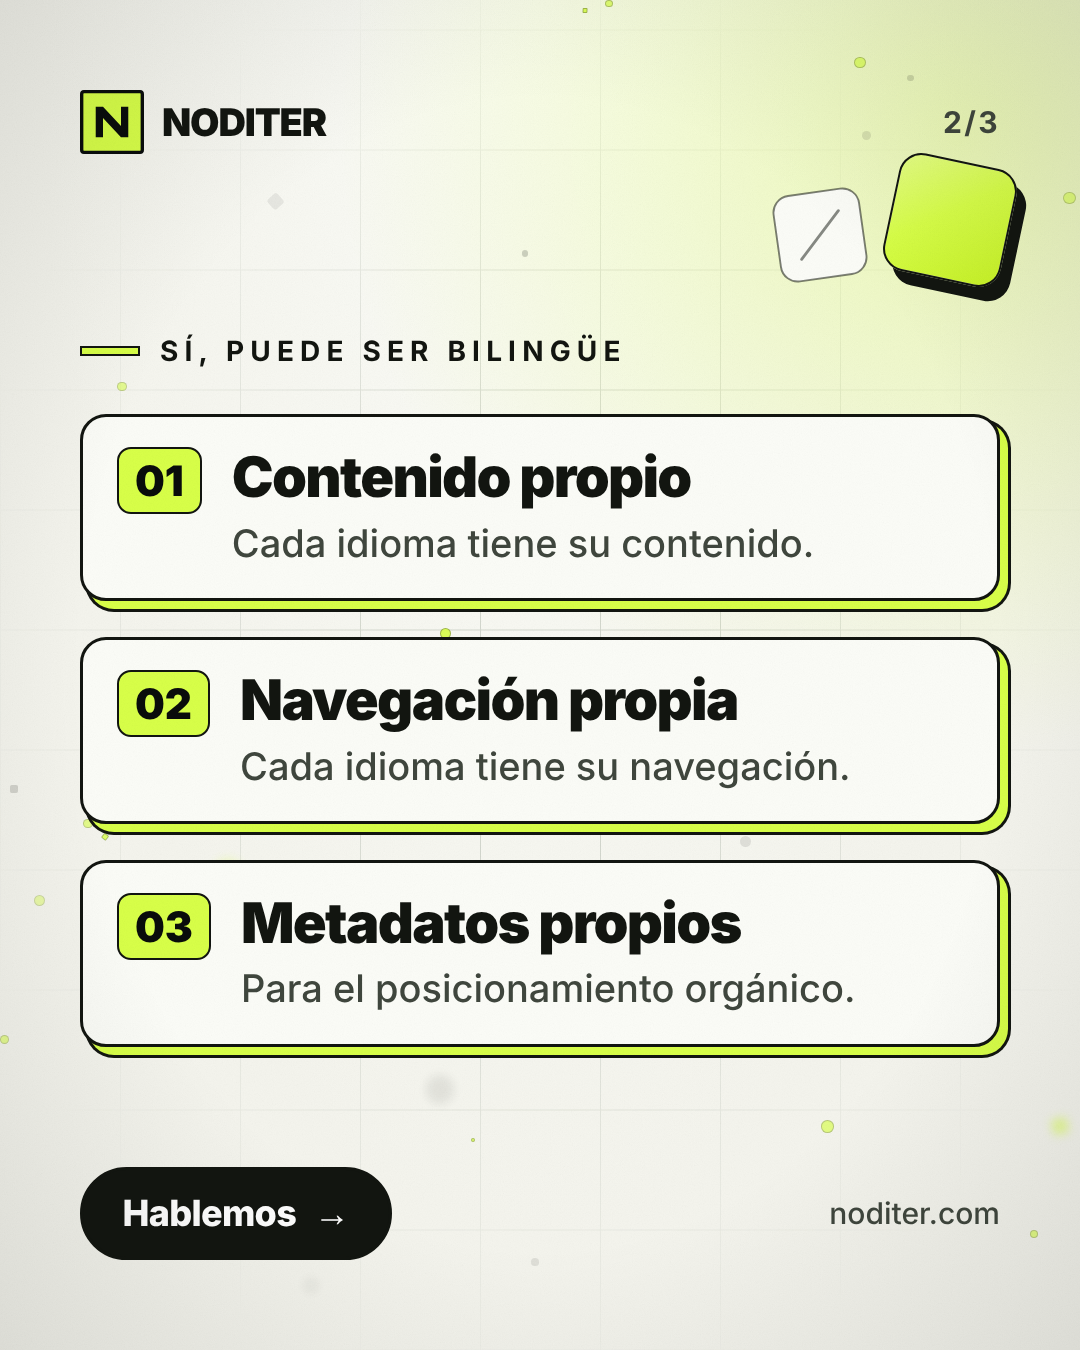 N NODITER
2/3
SÍ, PUEDE SER BILINGÜE
01 Contenido propio
Cada idioma tiene su contenido.
02 Navegación propia
Cada idioma tiene su navegación.
03 Metadatos propios
Para el posicionamiento orgánico.
Hablemos →
noditer.com